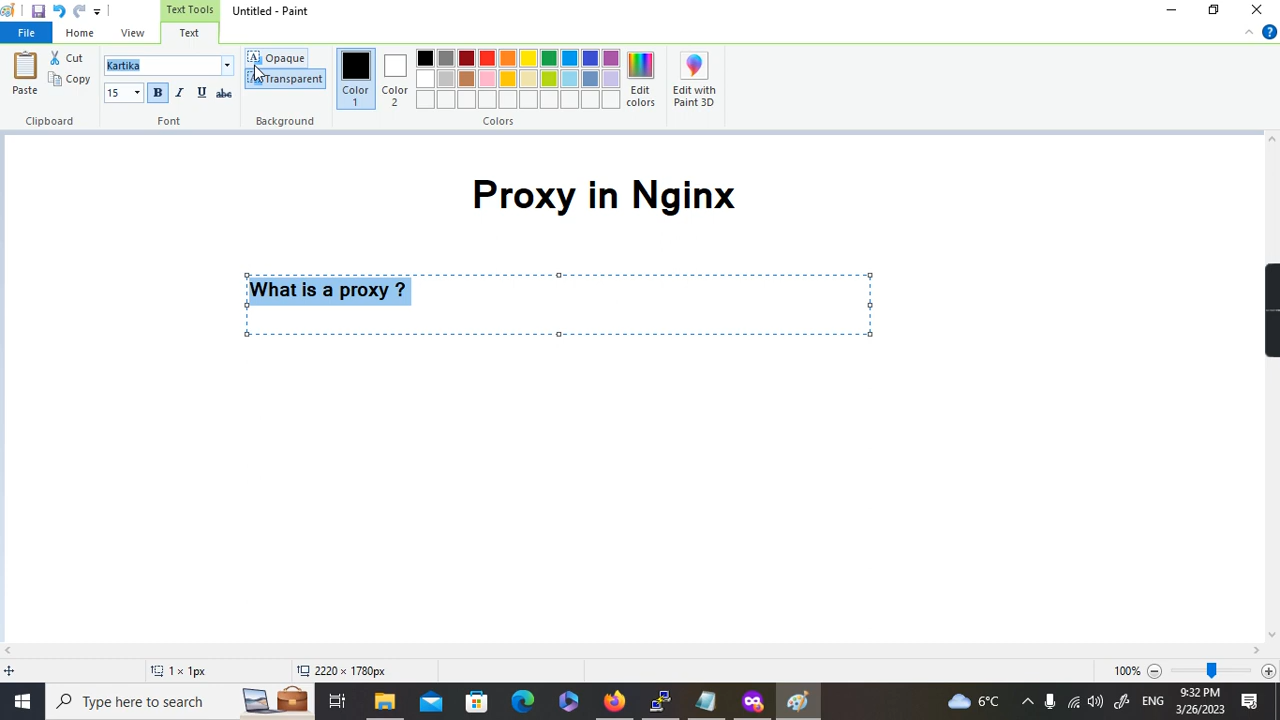 Text Tools
Untitled - Paint
File
Home
View
Text
Paste
Cut
Copy
Clipboard
Kartika
15
B
I
U
abc
Font
Opaque
Transparent
Background
Color 1
Color 2
Edit colors
Colors
Edit with Paint 3D
Proxy in Nginx
What is a proxy ?
1 × 1px
2220 × 1780px
100%
Type here to search
6°C
ENG
9:32 PM
3/26/2023